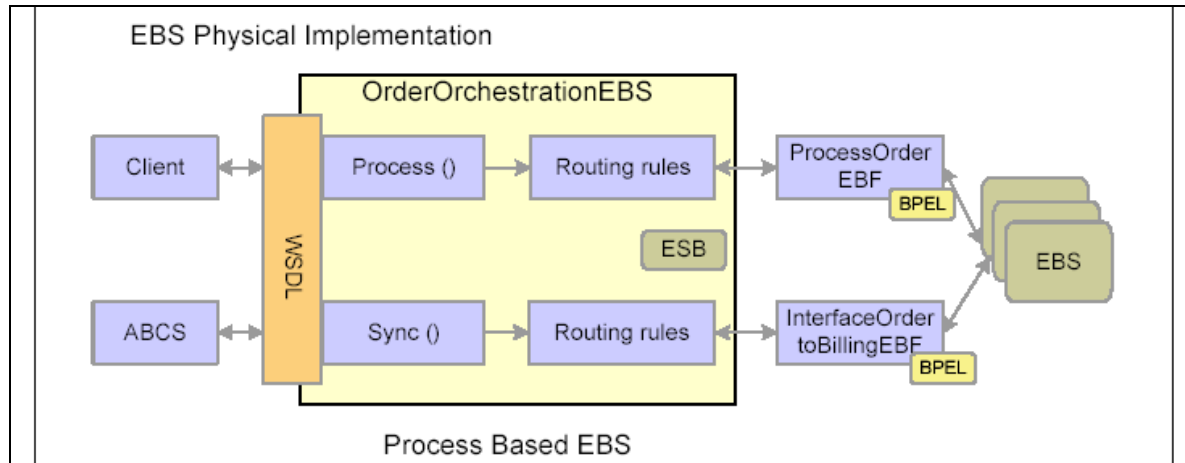 EBS Physical Implementation
OrderOrchestrationEBS
Client
WSDL
Process ()
Routing rules
ProcessOrder
EBF
BPEL
ESB
EBS
ABCS
Sync ()
Routing rules
InterfaceOrder
toBillingEBF
BPEL
Process Based EBS